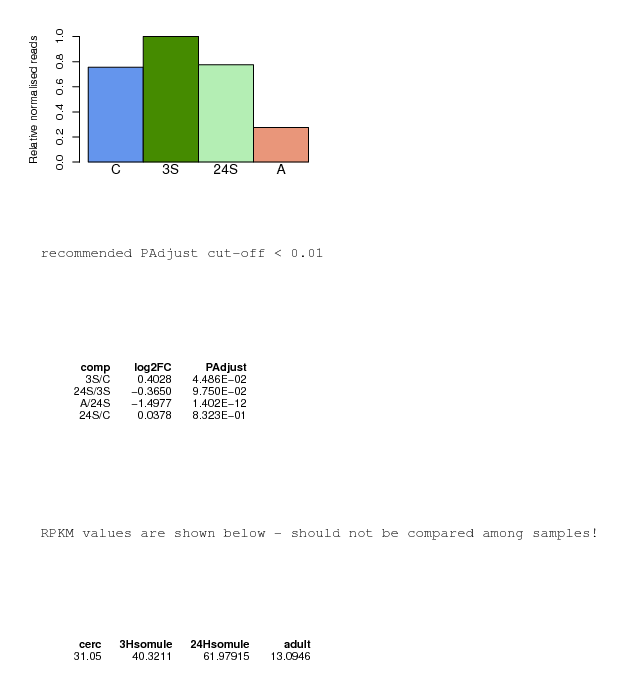 Relative normalised reads
1.0
0.8
0.6
0.4
0.2
0.0
C 3S 24S A
recommended PAdjust cut-off < 0.01
comp log2FC PAdjust
3S/C 0.4028 4.486E−02
24S/3S −0.3650 9.750E−02
A/24S −1.4977 1.402E−12
24S/C 0.0378 8.323E−01
RPKM values are shown below - should not be compared among samples!
cerc 3Hsomule 24Hsomule adult
31.05 40.3211 61.97915 13.0946